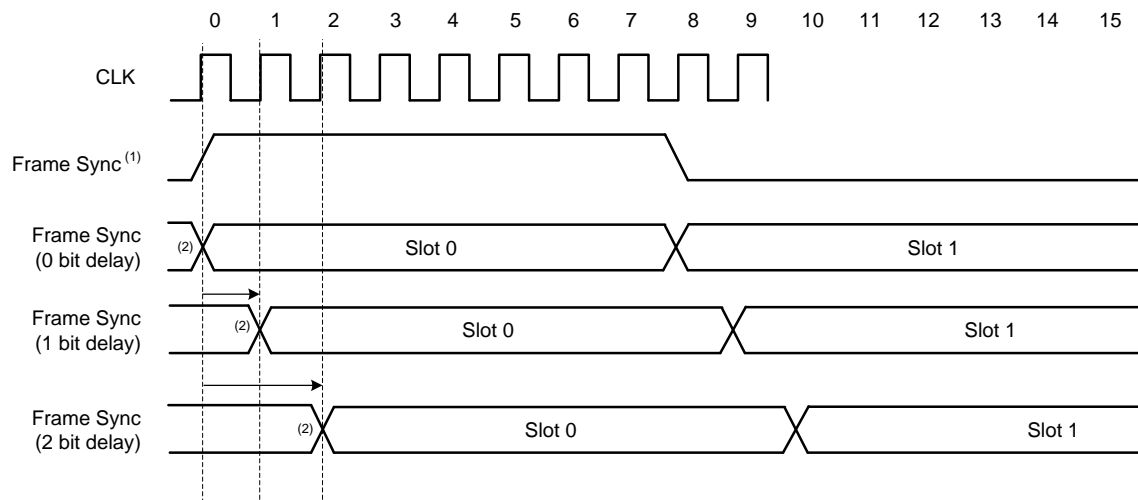 0 1 2 3 4 5 6 7 8 9 10 11 12 13 14 15
CLK
Frame Sync (1)
Frame Sync
(0 bit delay)
(2)
Slot 0
Slot 1
Frame Sync
(1 bit delay)
(2)
Slot 0
Slot 1
Frame Sync
(2 bit delay)
(2)
Slot 0
Slot 1